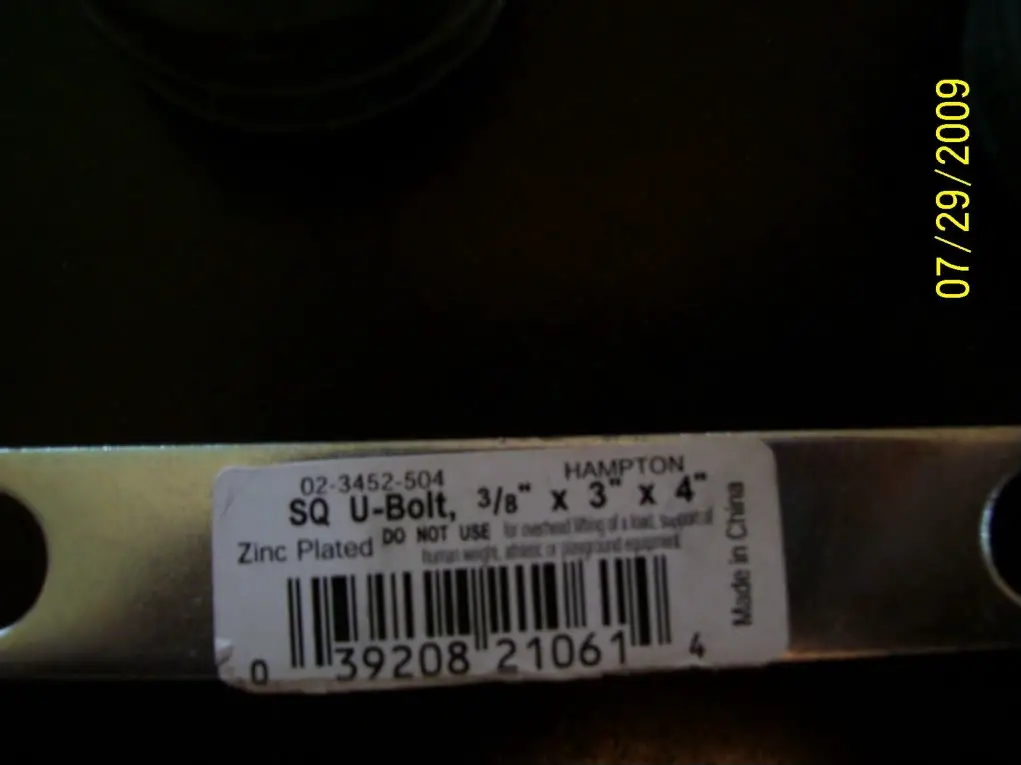 02-3452-504 HAMPTON
SQ U-Bolt, 3/8" x 3" x 4"
Zinc Plated DO NOT USE for overhead lifting of a load, support of
human weight, athletic or playground equipment.
Made in China
0 39208 21061 4
07/29/2009